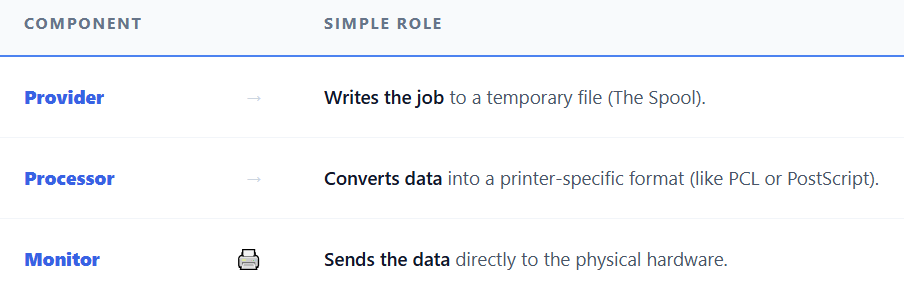 COMPONENT SIMPLE ROLE
Provider → Writes the job to a temporary file (The Spool).
Processor → Converts data into a printer-specific format (like PCL or PostScript).
Monitor Sends the data directly to the physical hardware.